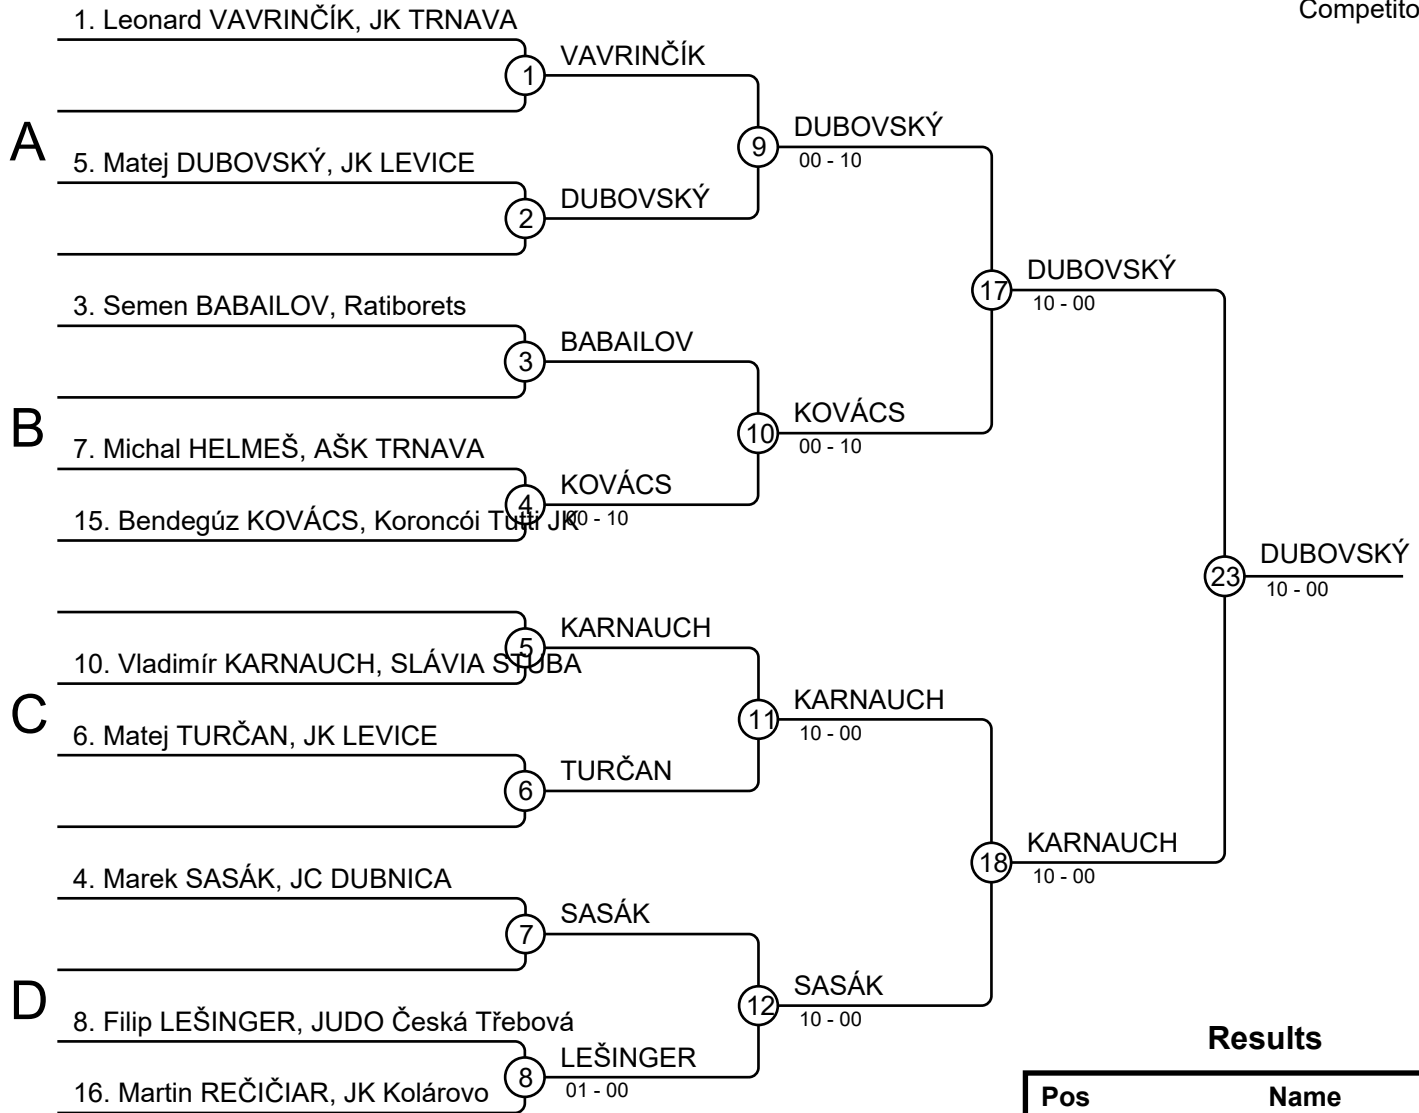 Competito
1. Leonard VAVRINČÍK, JK TRNAVA
1
VAVRINČÍK
A
9
DUBOVSKÝ
00 - 10
5. Matej DUBOVSKÝ, JK LEVICE
2
DUBOVSKÝ
17
DUBOVSKÝ
10 - 00
3. Semen BABAILOV, Ratiborets
3
BABAILOV
B
10
KOVÁCS
00 - 10
7. Michal HELMEŠ, AŠK TRNAVA
4
KOVÁCS
00 - 10
15. Bendegúz KOVÁCS, Koroncói Tutti JK
23
DUBOVSKÝ
10 - 00
5
KARNAUCH
10. Vladimír KARNAUCH, SLÁVIA STUBA
C
11
KARNAUCH
10 - 00
6. Matej TURČAN, JK LEVICE
6
TURČAN
18
KARNAUCH
10 - 00
4. Marek SASÁK, JC DUBNICA
7
SASÁK
D
12
SASÁK
10 - 00
8. Filip LEŠINGER, JUDO Česká Třebová
8
LEŠINGER
01 - 00
16. Martin REČIČIAR, JK Kolárovo
Results
Pos Name